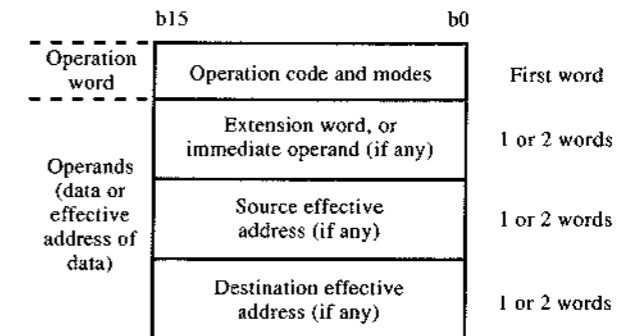 b15 b0
Operation
word
Operation code and modes
First word
Extension word, or
immediate operand (if any)
1 or 2 words
Operands
(data or
effective
address of
data)
Source effective
address (if any)
1 or 2 words
Destination effective
address (if any)
1 or 2 words